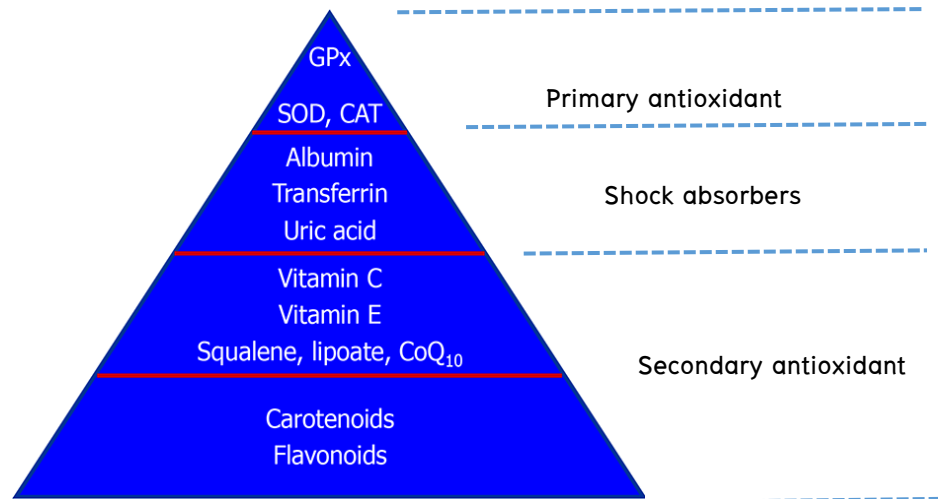 GPx
SOD, CAT
Primary antioxidant
Albumin
Transferrin
Uric acid
Shock absorbers
Vitamin C
Vitamin E
Squalene, lipoate, CoQ₁₀
Carotenoids
Flavonoids
Secondary antioxidant